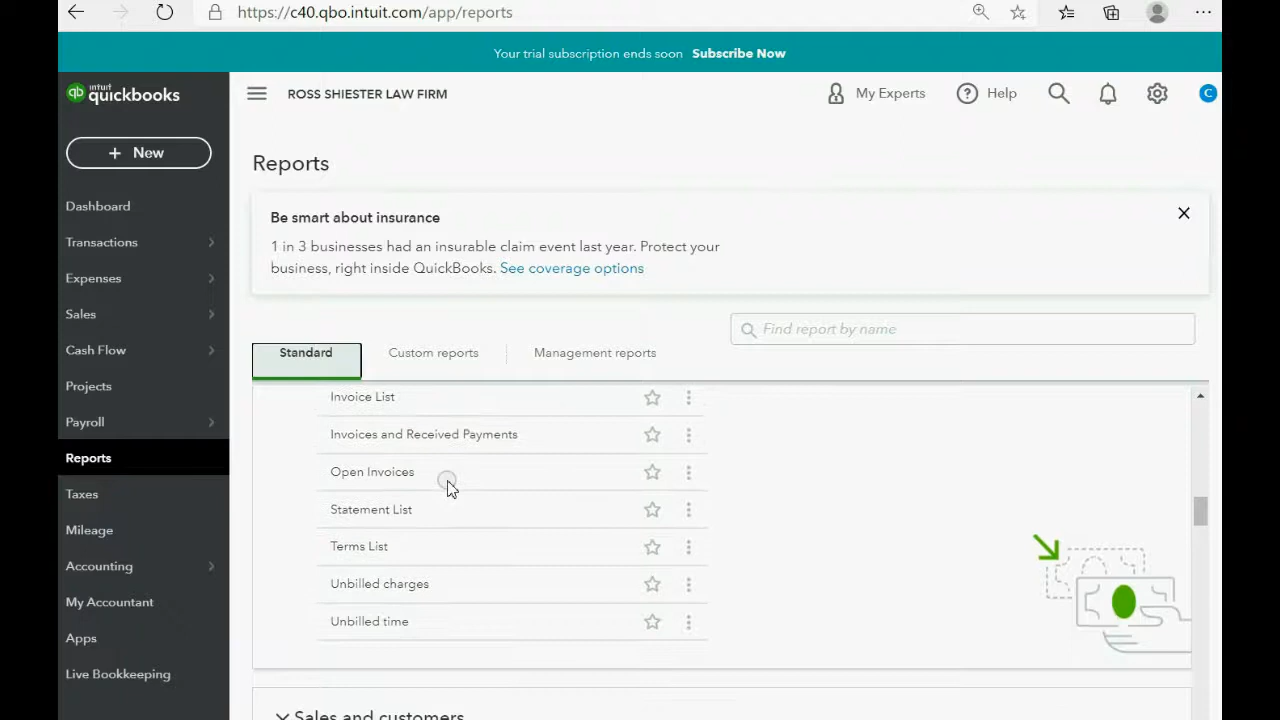 https://c40.qbo.intuit.com/app/reports
Your trial subscription ends soon Subscribe Now
intuit quickbooks
ROSS SHIESTER LAW FIRM
My Experts
Help
C
+ New
Dashboard
Transactions
Expenses
Sales
Cash Flow
Projects
Payroll
Reports
Taxes
Mileage
Accounting
My Accountant
Apps
Live Bookkeeping
Reports
Be smart about insurance
1 in 3 businesses had an insurable claim event last year. Protect your
business, right inside QuickBooks. See coverage options
Find report by name
Standard
Custom reports
Management reports
Invoice List
Invoices and Received Payments
Open Invoices
Statement List
Terms List
Unbilled charges
Unbilled time
Sales and customers